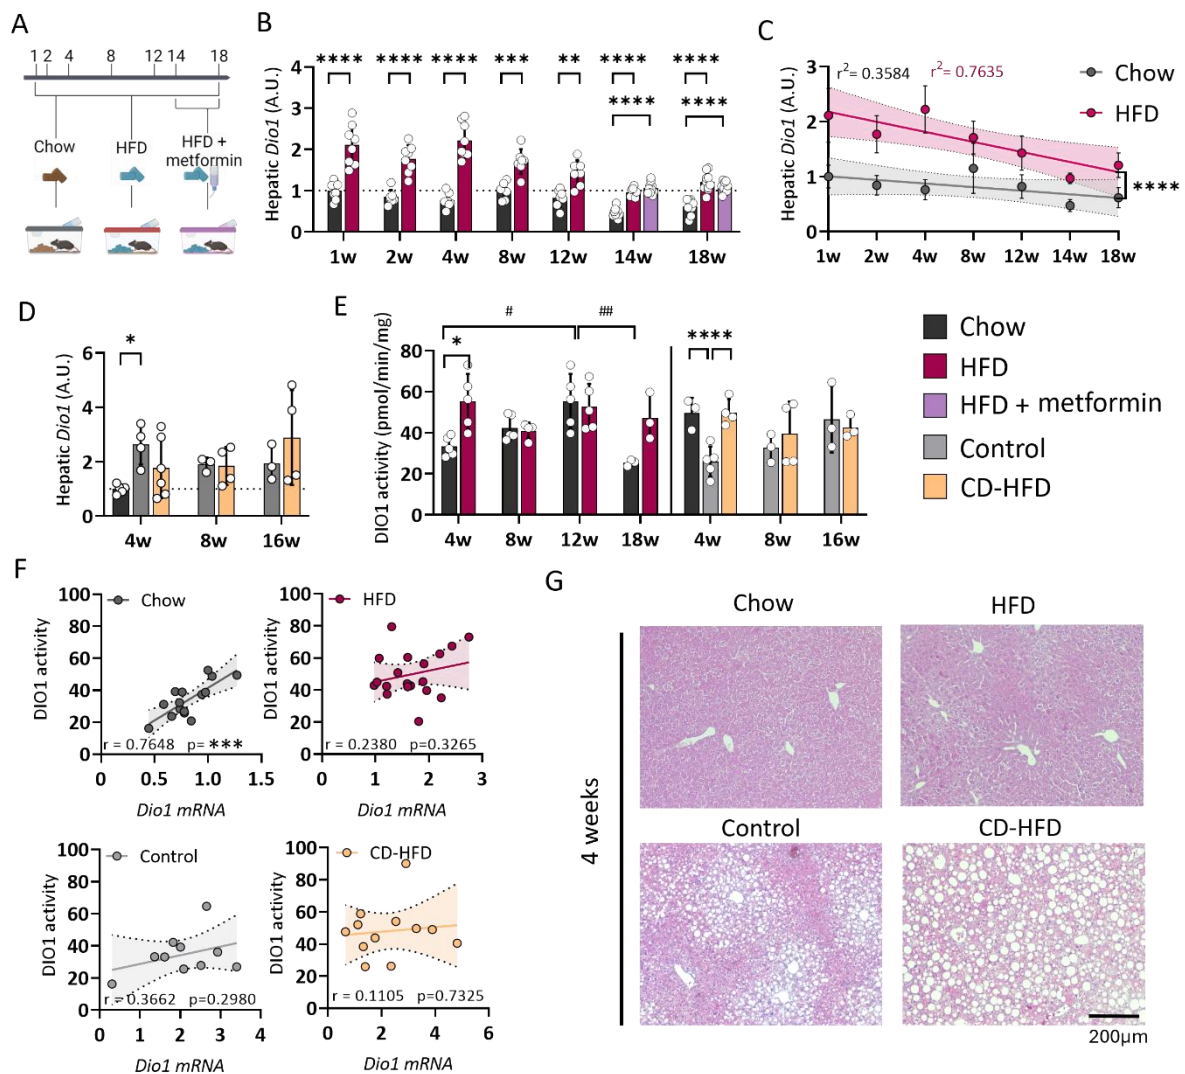 A
1 2 4 8 12 14 18
Chow
HFD
HFD +
metformin
B
**** **** **** *** ** **** ****
**** ****
Hepatic Dio1 (A.U.)
4
3
2
1
0
1w 2w 4w 8w 12w 14w 18w
C
r²= 0.3584 r²= 0.7635
Chow
HFD
Hepatic Dio1 (A.U.)
3
2
1
0
****
1w 2w 4w 8w 12w 14w 18w
D
*
Hepatic Dio1 (A.U.)
6
4
2
0
4w 8w 16w
E
# ##
* ****
DIO1 activity (pmol/min/mg)
80
60
40
20
0
4w 8w 12w 18w 4w 8w 16w
Chow
HFD
HFD + metformin
Control
CD-HFD
F
Chow
DIO1 activity
100
80
60
40
20
0
r = 0.7648 p= ***
0 0.5 1.0 1.5
Dio1 mRNA
HFD
DIO1 activity
100
80
60
40
20
0
r = 0.2380 p=0.3265
0 1 2 3
Dio1 mRNA
Control
DIO1 activity
100
80
60
40
20
0
r = 0.3662 p=0.2980
0 1 2 3 4
Dio1 mRNA
CD-HFD
DIO1 activity
100
80
60
40
20
0
r = 0.1105 p=0.7325
0 2 4 6
Dio1 mRNA
G
Chow
HFD
4 weeks
Control
CD-HFD
200µm